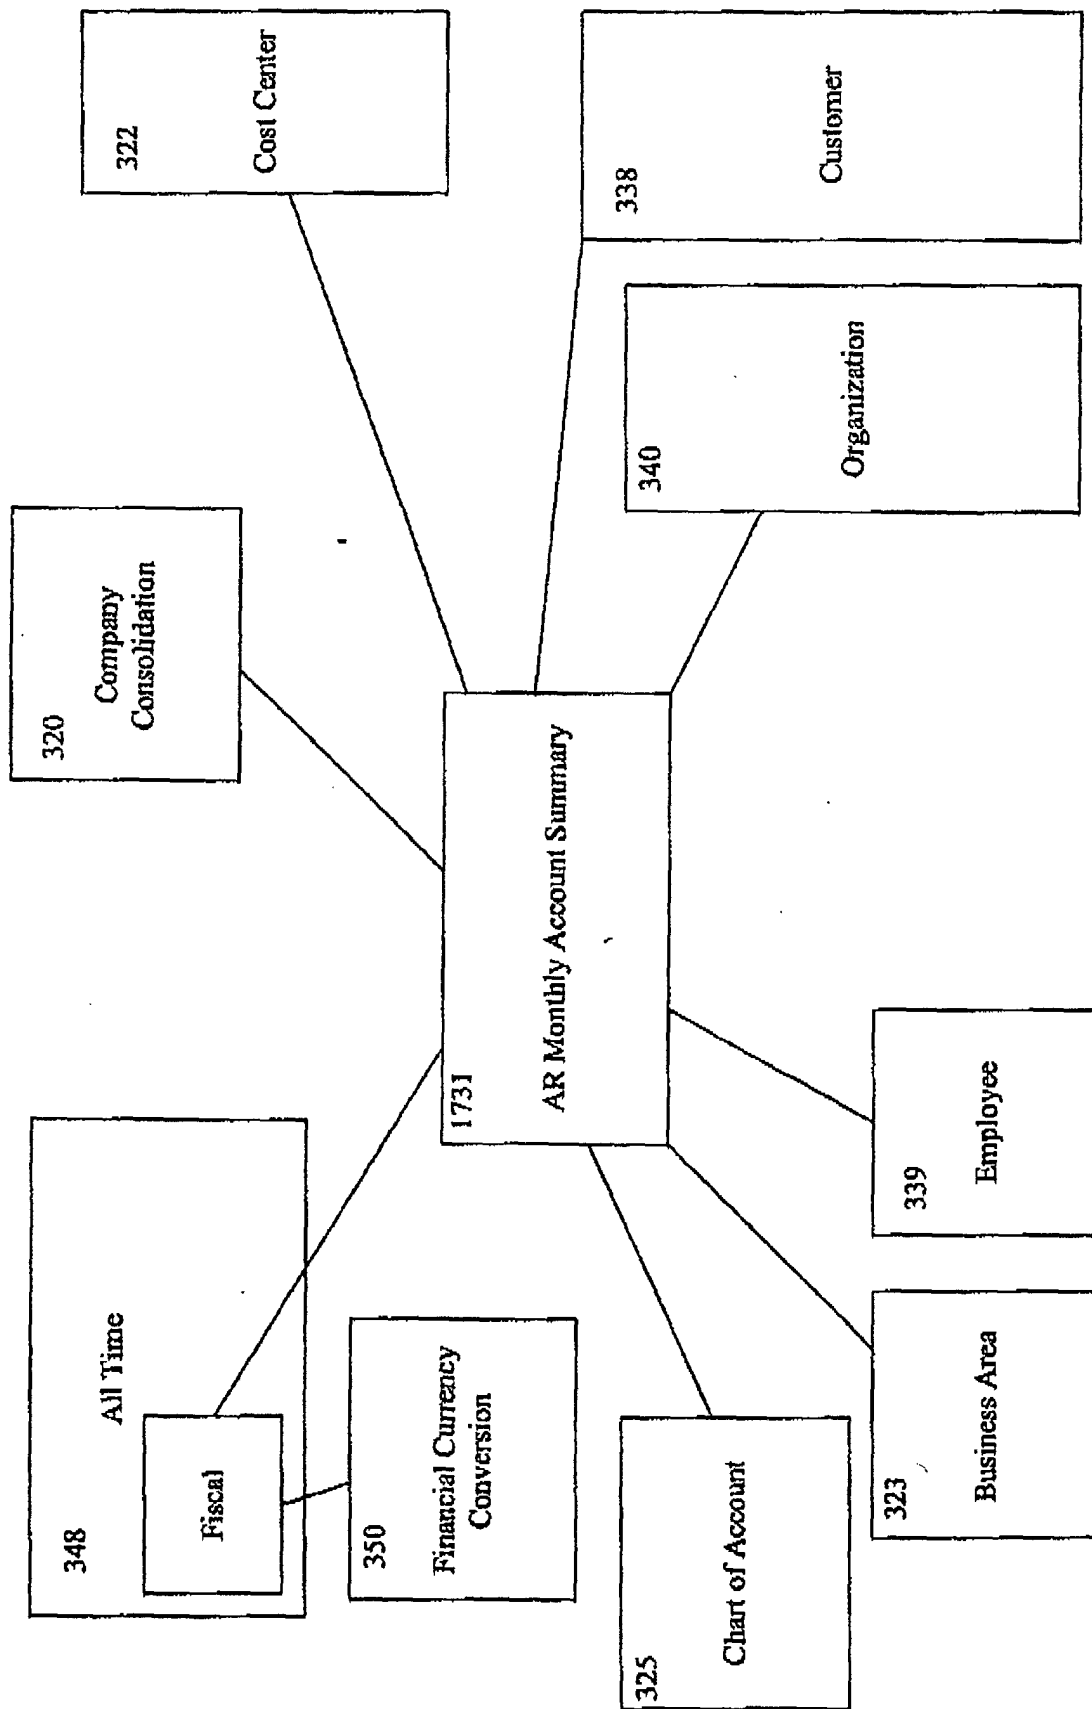 348
All Time
Fiscal
350
Financial Currency
Conversion
325
Chart of Account
323
Business Area
339
Employee
1731
AR Monthly Account Summary
320
Company
Consolidation
322
Cost Center
338
Customer
340
Organization